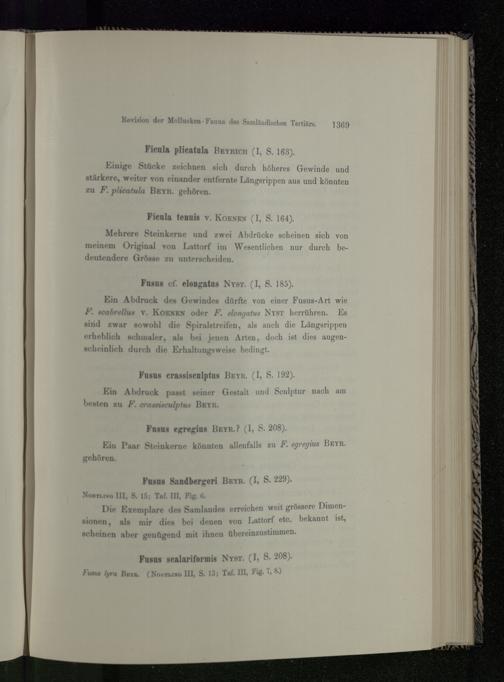 Revision der Mollusken-Fauna des Samländischen Tertiärs. 1369
Ficula plicatula Beyrich (I, S. 163).
Einige Stücke zeichnen sich durch höheres Gewinde und
stärkere, weiter von einander entfernte Längsrippen aus und könnten
zu F. plicatula Beyr. gehören.
Ficula tenuis v. Koenen (I, S. 164).
Mehrere Steinkerne und zwei Abdrücke scheinen sich von
meinem Original von Lattorf im Wesentlichen nur durch be-
deutendere Grösse zu unterscheiden.
Fusus cf. elongatus Nyst. (I, S. 185).
Ein Abdruck des Gewindes dürfte von einer Fusus-Art wie
F. scabrellus v. Koenen oder F. elongatus Nyst herrühren. Es
sind zwar sowohl die Spiralstreifen, als auch die Längsrippen
erheblich schmaler, als bei jenen Arten, doch ist dies augen-
scheinlich durch die Erhaltungsweise bedingt.
Fusus crassisculptus Beyr. (I, S. 192).
Ein Abdruck passt seiner Gestalt und Sculptur nach am
besten zu F. crassisculptus Beyr.
Fusus egregius Beyr.? (I, S. 208).
Ein Paar Steinkerne könnten allenfalls zu F. egregius Beyr.
gehören.
Fusus Sandbergeri Beyr. (I, S. 229).
Noetling III, S. 15; Taf. III, Fig. 6.
Die Exemplare des Samlandes erreichen weit grössere Dimen-
sionen, als mir dies bei denen von Lattorf etc. bekannt ist,
scheinen aber genügend mit ihnen übereinzustimmen.
Fusus scalariformis Nyst. (I, S. 208).
Fusus lyra Beyr. (Noetling III, S. 13; Taf. III, Fig. 7, 8.)